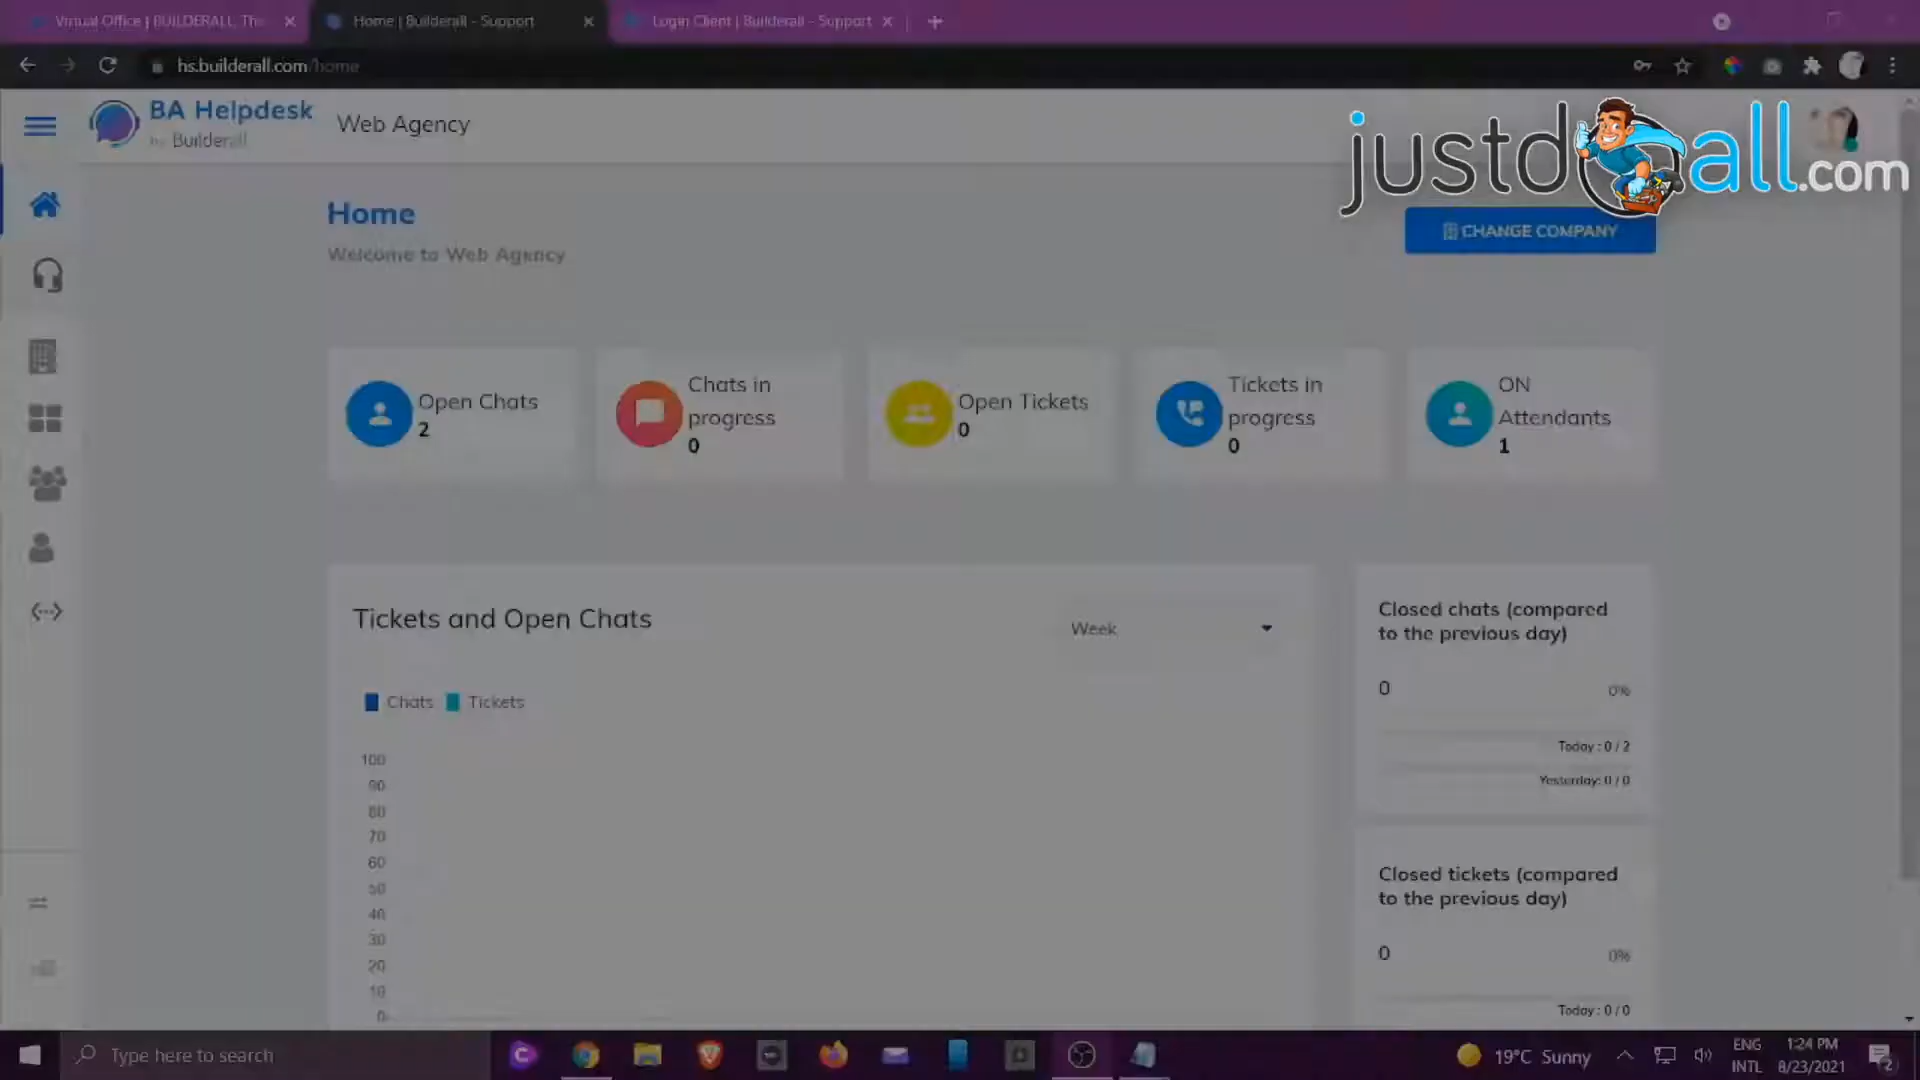 Virtual Office | BUILDERALL The
Home | Builderall - Support
Login Client | Builderall - Support
hs.builderall.com/home
BA Helpdesk
by Builderall
Web Agency
justdoall.com
Home
Welcome to Web Agency
CHANGE COMPANY
Open Chats
2
Chats in
progress
0
Open Tickets
0
Tickets in
progress
0
ON
Attendants
1
Tickets and Open Chats
Week
Chats
Tickets
100
90
80
70
60
50
40
30
20
10
0
Closed chats (compared
to the previous day)
0
0%
Today : 0 / 2
Yesterday: 0 / 0
Closed tickets (compared
to the previous day)
0
0%
Today : 0 / 0
Type here to search
19°C Sunny
ENG
INTL
1:24 PM
8/23/2021
2